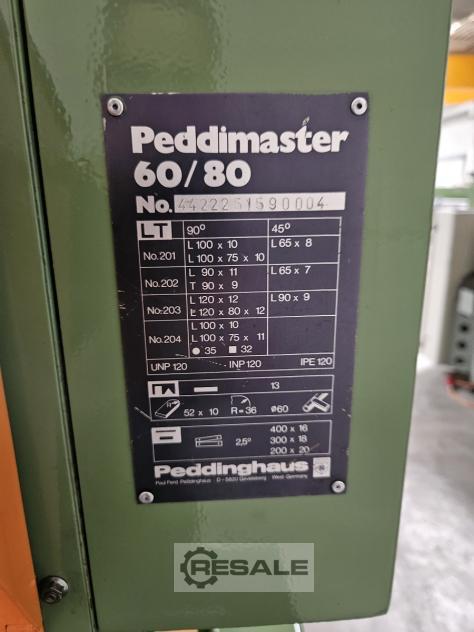 Peddimaster
60/80
No. 4422251590004
LT 90° 45°
No.201 L 100 x 10 L 65 x 8
L 100 x 75 x 10
No.202 L 90 x 11 L 65 x 7
T 90 x 9
No.203 L 120 x 12 L 90 x 9
L 120 x 80 x 12
No.204 L 100 x 10
L 100 x 75 x 11
● 35 ■ 32
UNP 120 - INP 120 IPE 120
13
52 x 10 R=36 ø60
2,5° 400 x 16
300 x 18
200 x 20
Peddinghaus
Paul Ferd. Peddinghaus D - 5820 Gevelsberg West Germany
RESALE